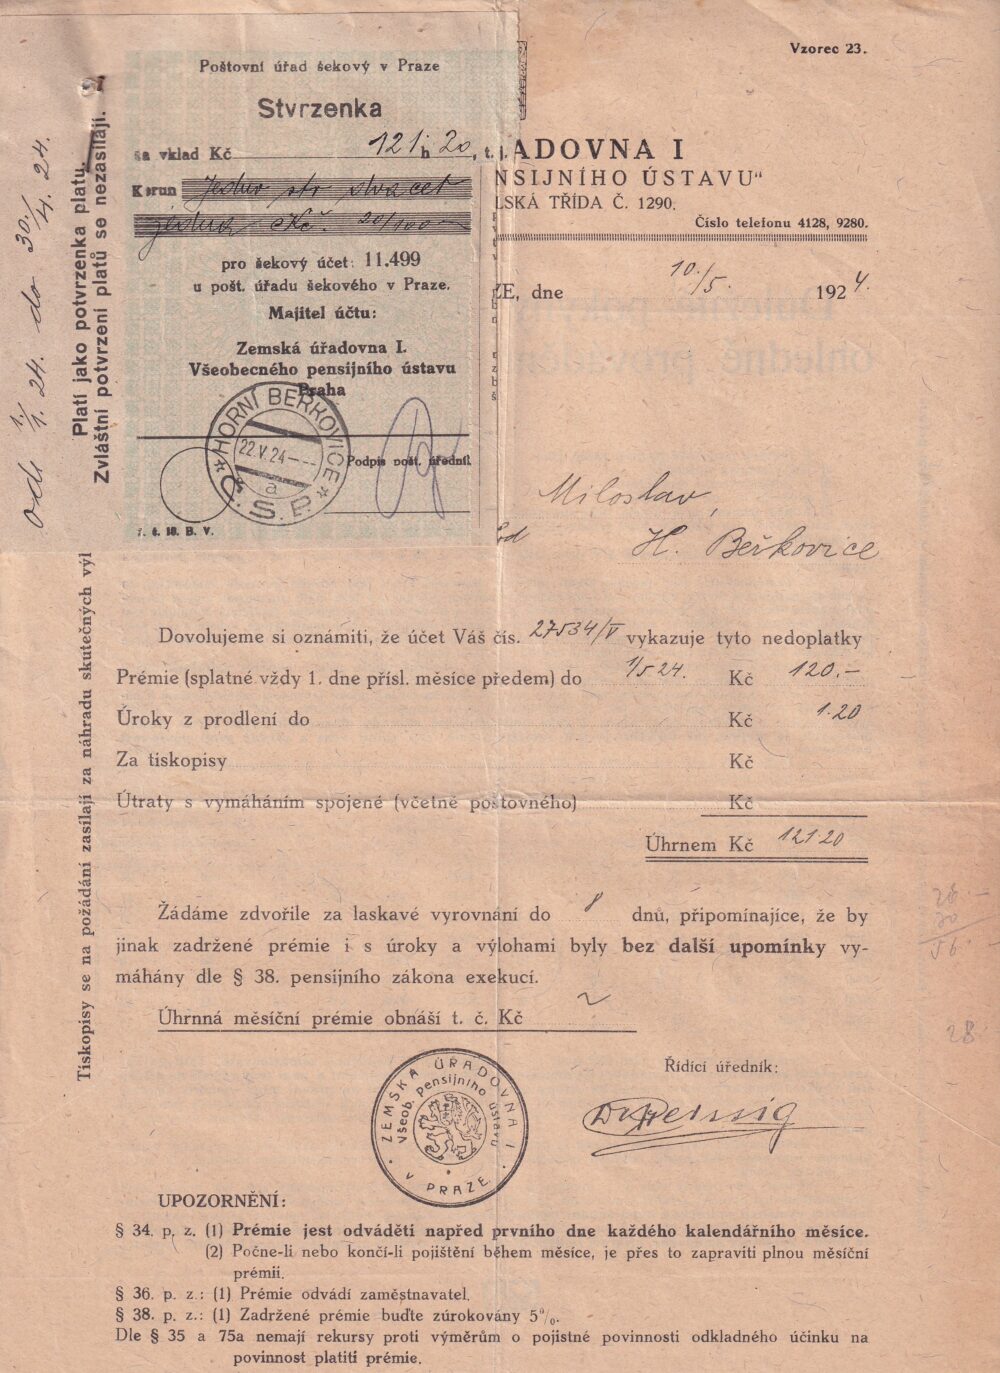 Vzorec 23.
Poštovní úřad šekový v Praze
Stvrzenka
na vklad Kč 121 h 20, t. j.
Korun Jedno sto dvacet
jedna Kč. 20/100
pro šekový účet: 11.499
u pošt. úřadu šekového v Praze.
Majitel účtu:
Zemská úřadovna I.
Všeobecného pensijního ústavu
Praha
HORNÍ BEŘKOVICE
22.V.24
a
Č.S.P.
Podpis pošt. úředníl.
č. 18. B. V.
Platí jako potvrzenka platu.
Zvláštní potvrzení platů se nezasílají.
od 1./1. 24. do 30./4. 24.
ADOVNA I
NSIJNÍHO ÚSTAVU“
LSKÁ TŘÍDA Č. 1290.
Číslo telefonu 4128, 9280.
ZE, dne 10./5. 1924.
Miloslav,
H. Beřkovice
Tiskopisy se na požádání zasílají za náhradu skutečných výl
Dovolujeme si oznámiti, že účet Váš čís. 27534/V vykazuje tyto nedoplatky
Prémie (splatné vždy 1. dne přísl. měsíce předem) do 1/5 24. Kč 120.–
Úroky z prodlení do Kč 1.20
Za tiskopisy Kč
Útraty s vymáháním spojené (včetně poštovného) Kč
Úhrnem Kč 121.20
Žádáme zdvořile za laskavé vyrovnání do 8 dnů, připomínajíce, že by
jinak zadržené prémie i s úroky a výlohami byly bez další upomínky vy-
máhány dle § 38. pensijního zákona exekucí.
Úhrnná měsíční prémie obnáší t. č. Kč
Řídící úředník:
ZEMSKÁ ÚŘADOVNA I
Všeob. pensijního ústavu
V PRAZE
28
UPOZORNĚNÍ:
§ 34. p. z. (1) Prémie jest odváděti napřed prvního dne každého kalendářního měsíce.
(2) Počne-li nebo končí-li pojištění během měsíce, je přes to zapraviti plnou měsíční
prémii.
§ 36. p. z.: (1) Prémie odvádí zaměstnavatel.
§ 38. p. z.: (1) Zadržené prémie buďte zúrokovány 5%.
Dle § 35 a 75a nemají rekursy proti výměrům o pojistné povinnosti odkladného účinku na
povinnost platiti prémie.